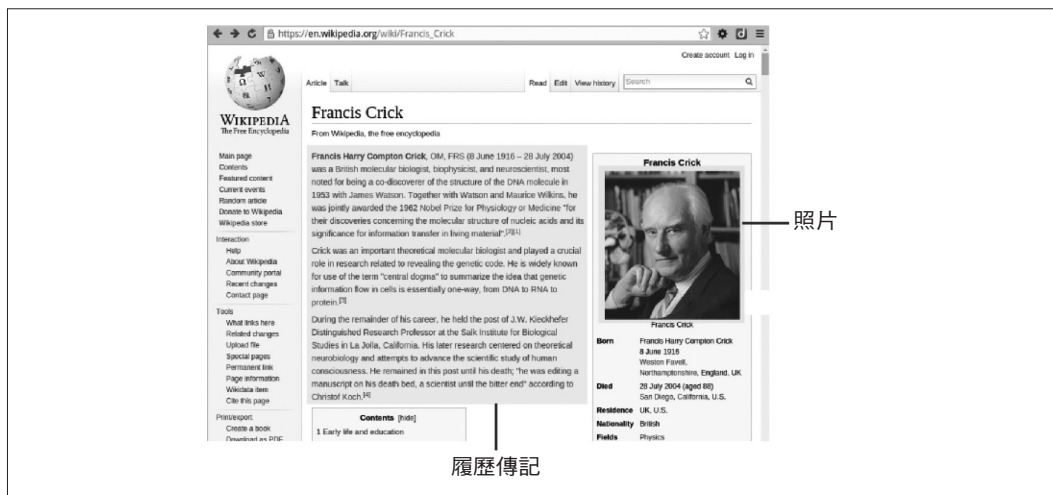 https://en.wikipedia.org/wiki/Francis_Crick
Create account Log in
Article Talk
Read Edit View history Search
WIKIPEDIA
The Free Encyclopedia
Main page
Contents
Featured content
Current events
Random article
Donate to Wikipedia
Wikipedia store
Interaction
Help
About Wikipedia
Community portal
Recent changes
Contact page
Tools
What links here
Related changes
Upload file
Special pages
Permanent link
Page information
Wikidata item
Cite this page
Print/export
Create a book
Download as PDF
Francis Crick
From Wikipedia, the free encyclopedia
Francis Harry Compton Crick, OM, FRS (8 June 1916 – 28 July 2004)
was a British molecular biologist, biophysicist, and neuroscientist, most
noted for being a co-discoverer of the structure of the DNA molecule in
1953 with James Watson. Together with Watson and Maurice Wilkins, he
was jointly awarded the 1962 Nobel Prize for Physiology or Medicine "for
their discoveries concerning the molecular structure of nucleic acids and its
significance for information transfer in living material".[2][1]
Crick was an important theoretical molecular biologist and played a crucial
role in research related to revealing the genetic code. He is widely known
for use of the term "central dogma" to summarize the idea that genetic
information flow in cells is essentially one-way, from DNA to RNA to
protein.[3]
During the remainder of his career, he held the post of J.W. Kieckhefer
Distinguished Research Professor at the Salk Institute for Biological
Studies in La Jolla, California. His later research centered on theoretical
neurobiology and attempts to advance the scientific study of human
consciousness. He remained in this post until his death; "he was editing a
manuscript on his death bed, a scientist until the bitter end" according to
Christof Koch.[4]
Contents [hide]
1 Early life and education
Francis Crick
照片
Francis Crick
Born Francis Harry Compton Crick
8 June 1916
Weston Favell,
Northamptonshire, England, UK
Died 28 July 2004 (aged 88)
San Diego, California, U.S.
Residence UK, U.S.
Nationality British
Fields Physics
履歷傳記